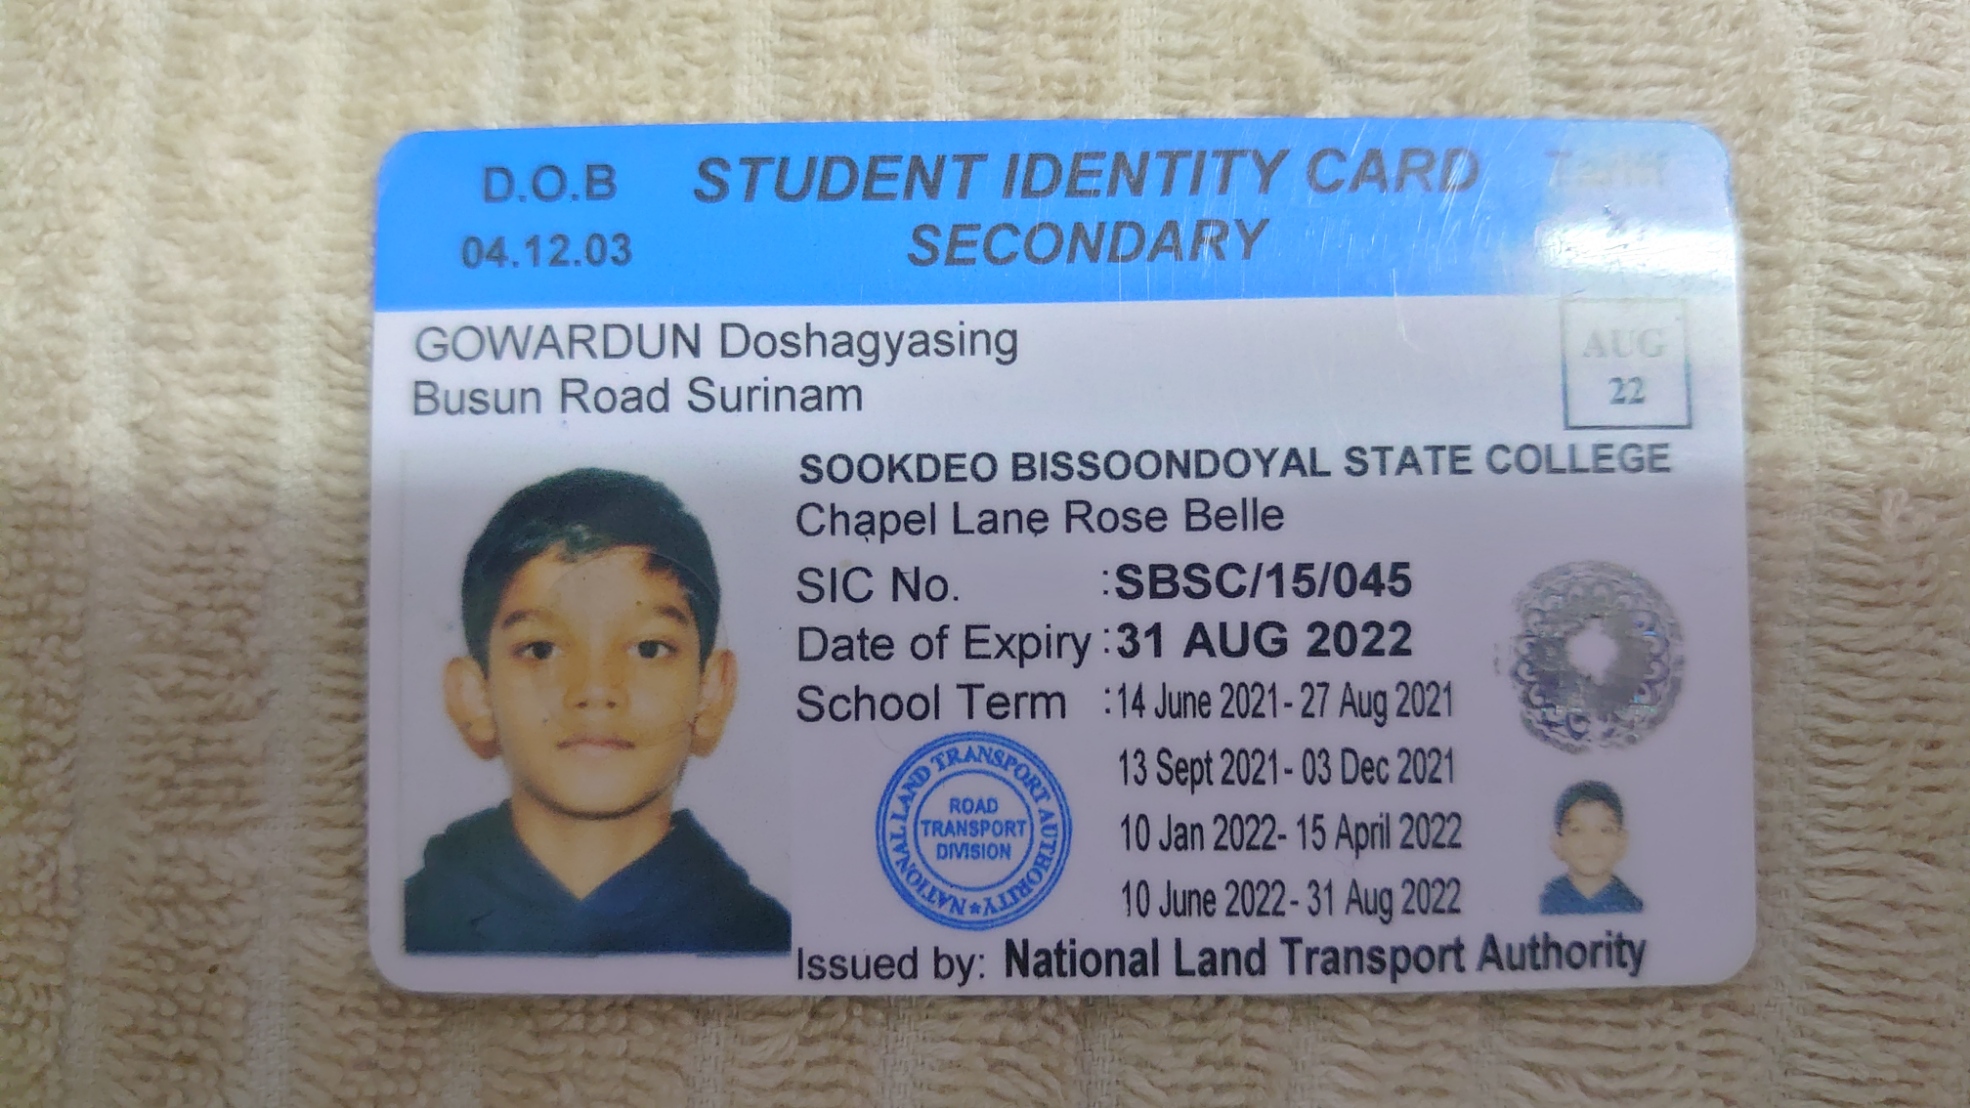 D.O.B
04.12.03
STUDENT IDENTITY CARD
SECONDARY
GOWARDUN Doshagyasing
Busun Road Surinam
AUG
22
SOOKDEO BISSOONDOYAL STATE COLLEGE
Chapel Lane Rose Belle
SIC No. :SBSC/15/045
Date of Expiry :31 AUG 2022
School Term :14 June 2021- 27 Aug 2021
13 Sept 2021- 03 Dec 2021
10 Jan 2022- 15 April 2022
10 June 2022- 31 Aug 2022
NATIONAL LAND TRANSPORT AUTHORITY*
ROAD
TRANSPORT
DIVISION
Issued by: National Land Transport Authority